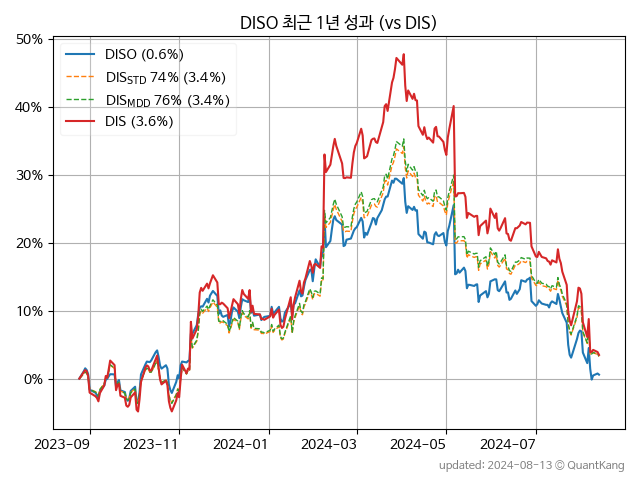 DISO 최근 1년 성과 (vs DIS)
50%
40%
30%
20%
10%
0%
DISO (0.6%)
DIS_STD 74% (3.4%)
DIS_MDD 76% (3.4%)
DIS (3.6%)
2023-09 2023-11 2024-01 2024-03 2024-05 2024-07
updated: 2024-08-13 © QuantKang